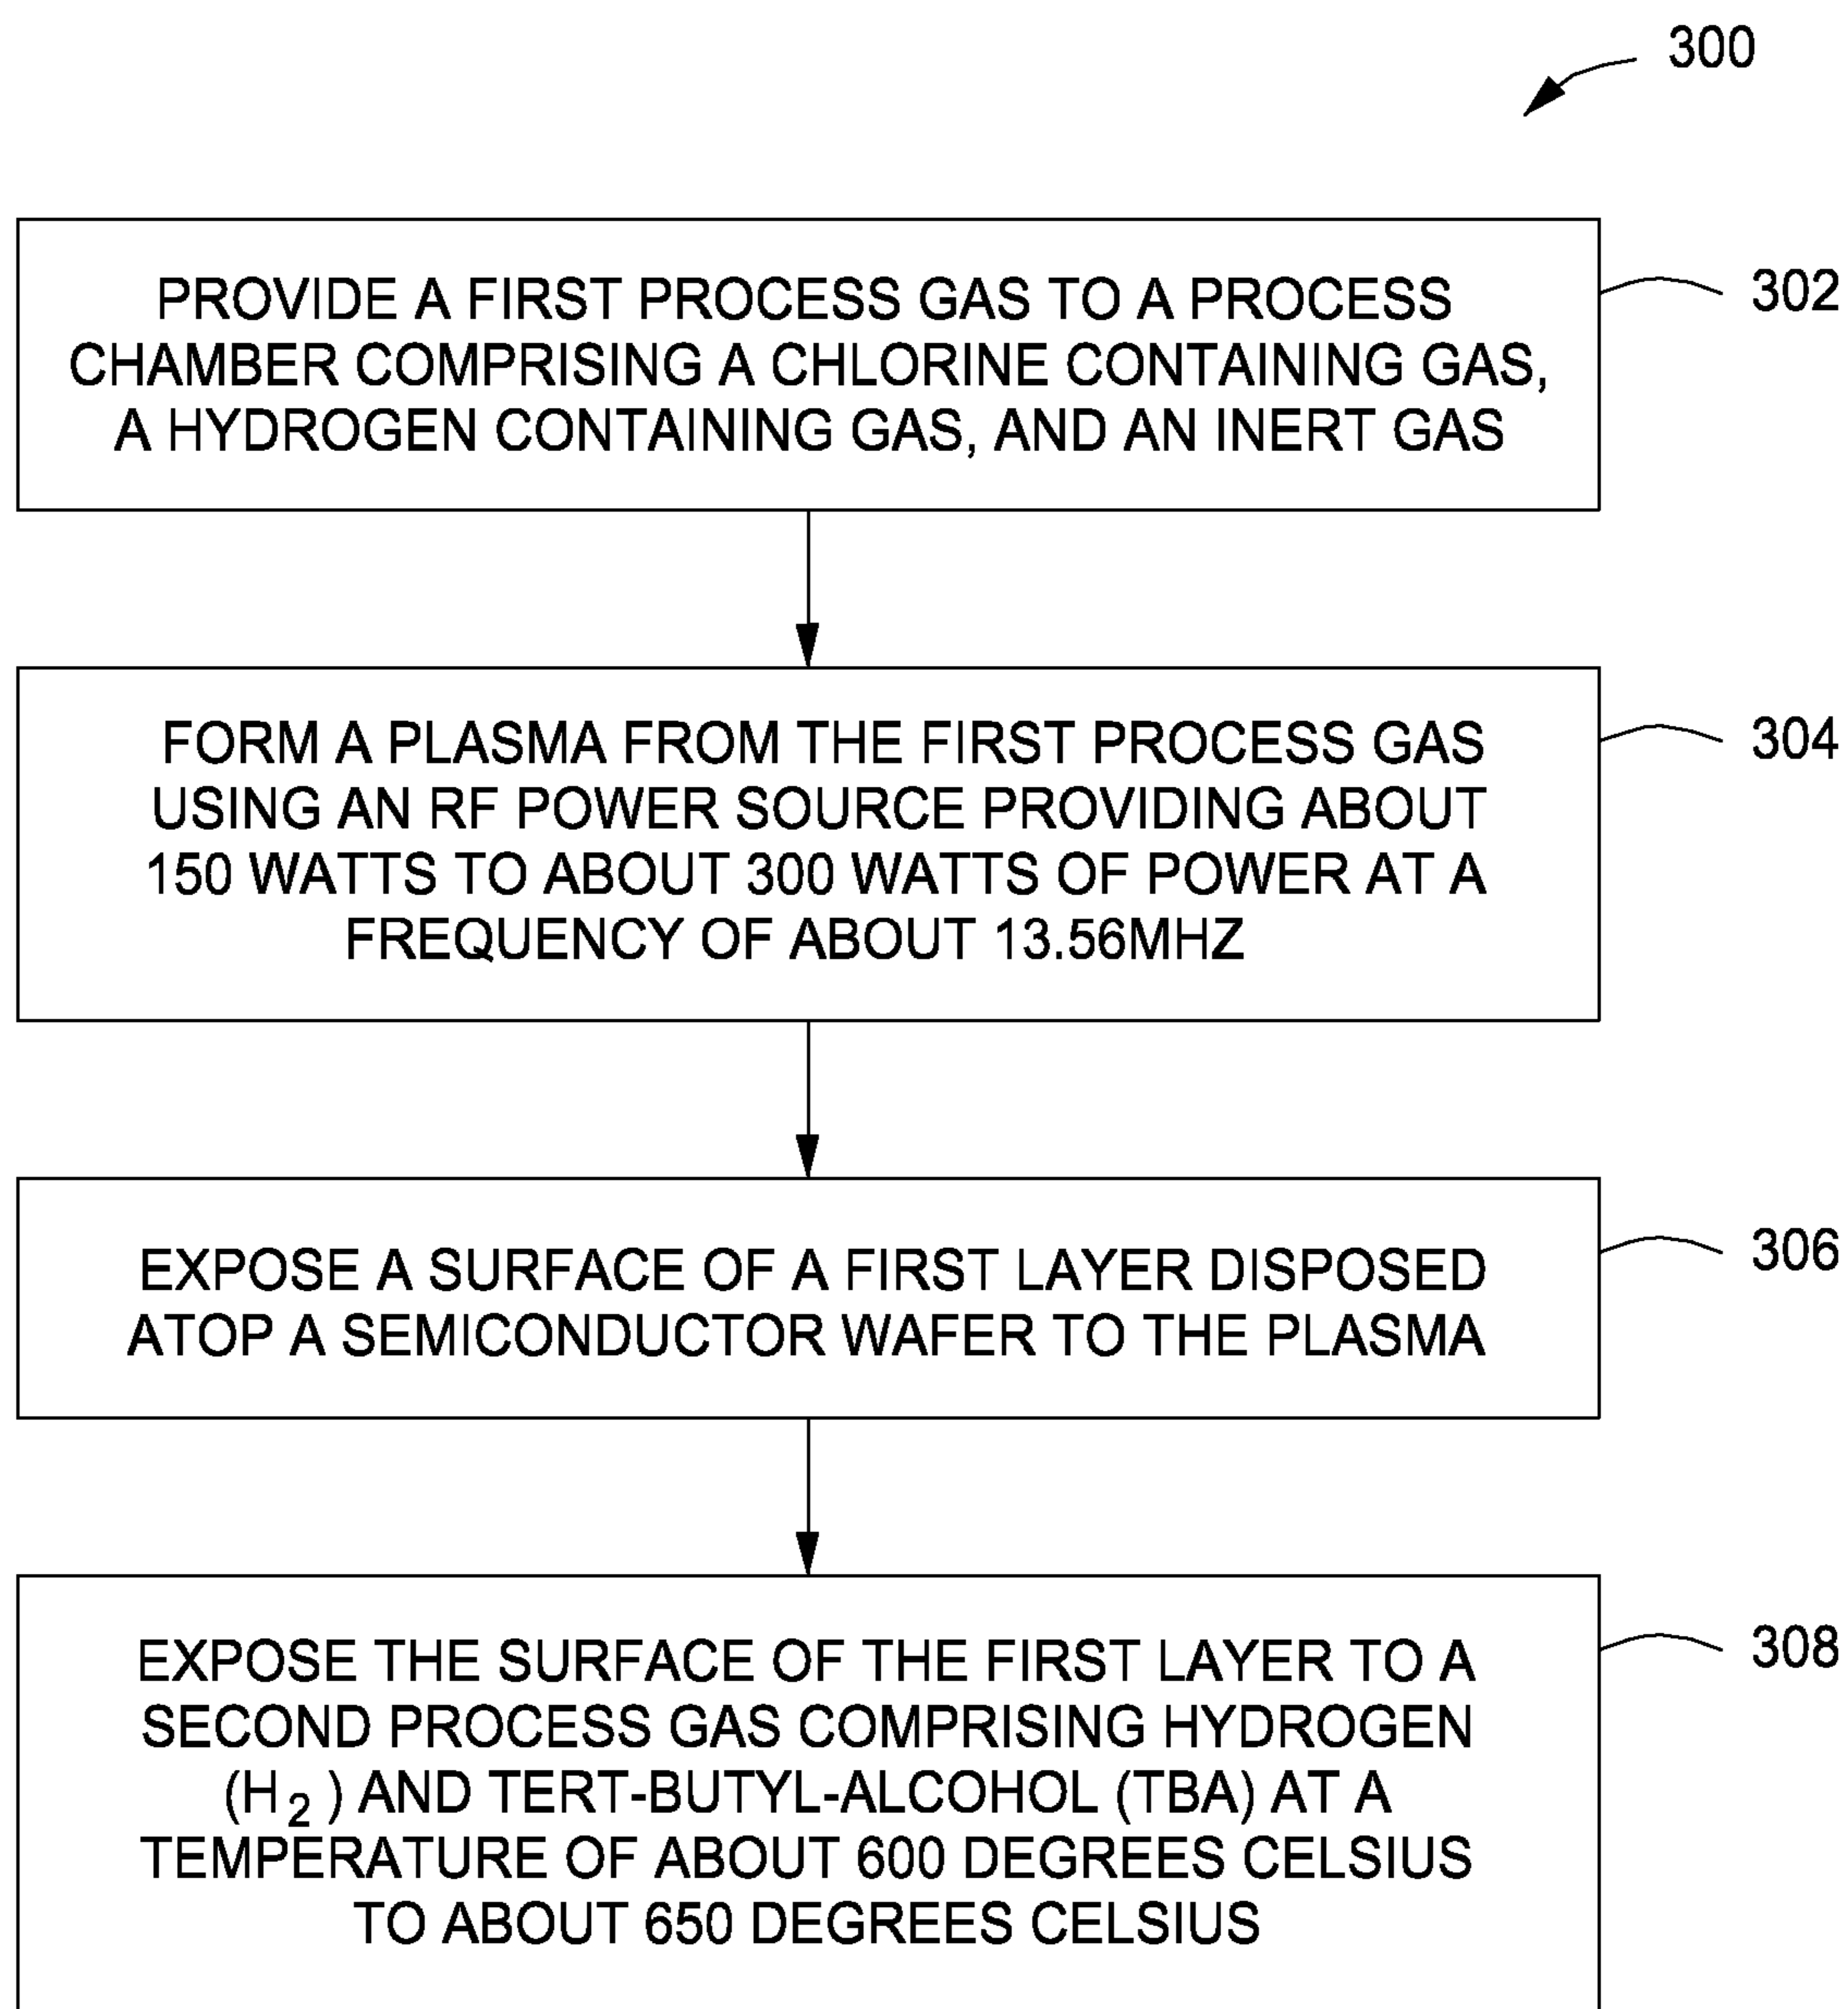 300
PROVIDE A FIRST PROCESS GAS TO A PROCESS
CHAMBER COMPRISING A CHLORINE CONTAINING GAS,
A HYDROGEN CONTAINING GAS, AND AN INERT GAS
302
FORM A PLASMA FROM THE FIRST PROCESS GAS
USING AN RF POWER SOURCE PROVIDING ABOUT
150 WATTS TO ABOUT 300 WATTS OF POWER AT A
FREQUENCY OF ABOUT 13.56MHZ
304
EXPOSE A SURFACE OF A FIRST LAYER DISPOSED
ATOP A SEMICONDUCTOR WAFER TO THE PLASMA
306
EXPOSE THE SURFACE OF THE FIRST LAYER TO A
SECOND PROCESS GAS COMPRISING HYDROGEN
(H₂) AND TERT-BUTYL-ALCOHOL (TBA) AT A
TEMPERATURE OF ABOUT 600 DEGREES CELSIUS
TO ABOUT 650 DEGREES CELSIUS
308